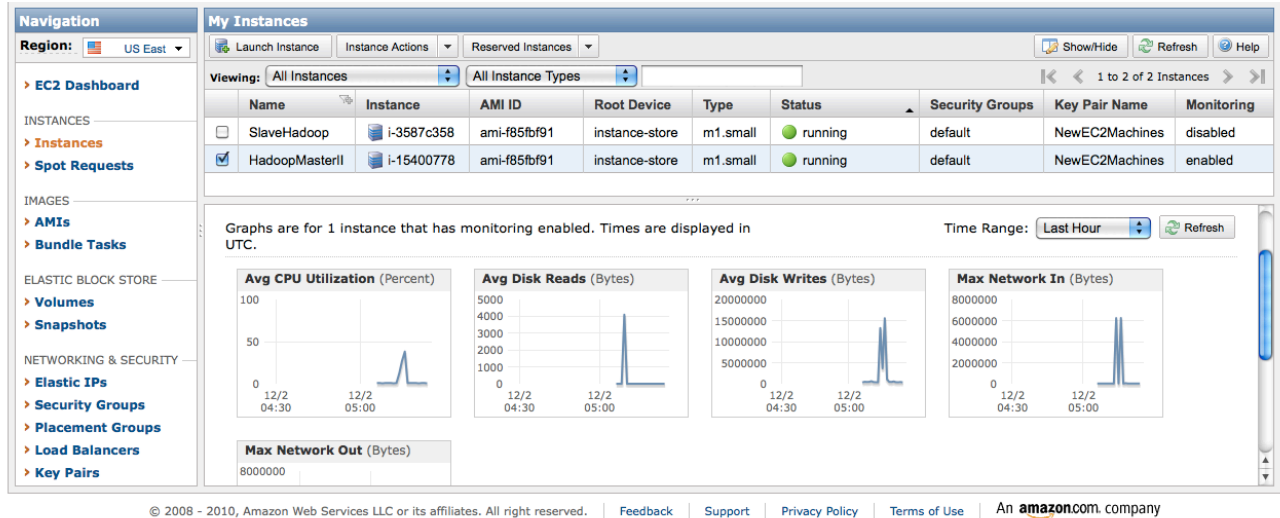 Navigation
Region: US East
EC2 Dashboard
INSTANCES
Instances
Spot Requests
IMAGES
AMIs
Bundle Tasks
ELASTIC BLOCK STORE
Volumes
Snapshots
NETWORKING & SECURITY
Elastic IPs
Security Groups
Placement Groups
Load Balancers
Key Pairs
My Instances
Launch Instance Instance Actions Reserved Instances Show/Hide Refresh Help
Viewing: All Instances All Instance Types 1 to 2 of 2 Instances
Name Instance AMI ID Root Device Type Status Security Groups Key Pair Name Monitoring
SlaveHadoop i-3587c358 ami-f85fbf91 instance-store m1.small running default NewEC2Machines disabled
HadoopMasterII i-15400778 ami-f85fbf91 instance-store m1.small running default NewEC2Machines enabled
Graphs are for 1 instance that has monitoring enabled. Times are displayed in
UTC.
Time Range: Last Hour Refresh
Avg CPU Utilization (Percent)
100
50
0
12/2 12/2
04:30 05:00
Avg Disk Reads (Bytes)
5000
4000
3000
2000
1000
0
12/2 12/2
04:30 05:00
Avg Disk Writes (Bytes)
20000000
15000000
10000000
5000000
0
12/2 12/2
04:30 05:00
Max Network In (Bytes)
8000000
6000000
4000000
2000000
0
12/2 12/2
04:30 05:00
Max Network Out (Bytes)
8000000
© 2008 - 2010, Amazon Web Services LLC or its affiliates. All right reserved. Feedback Support Privacy Policy Terms of Use An amazon.com. company